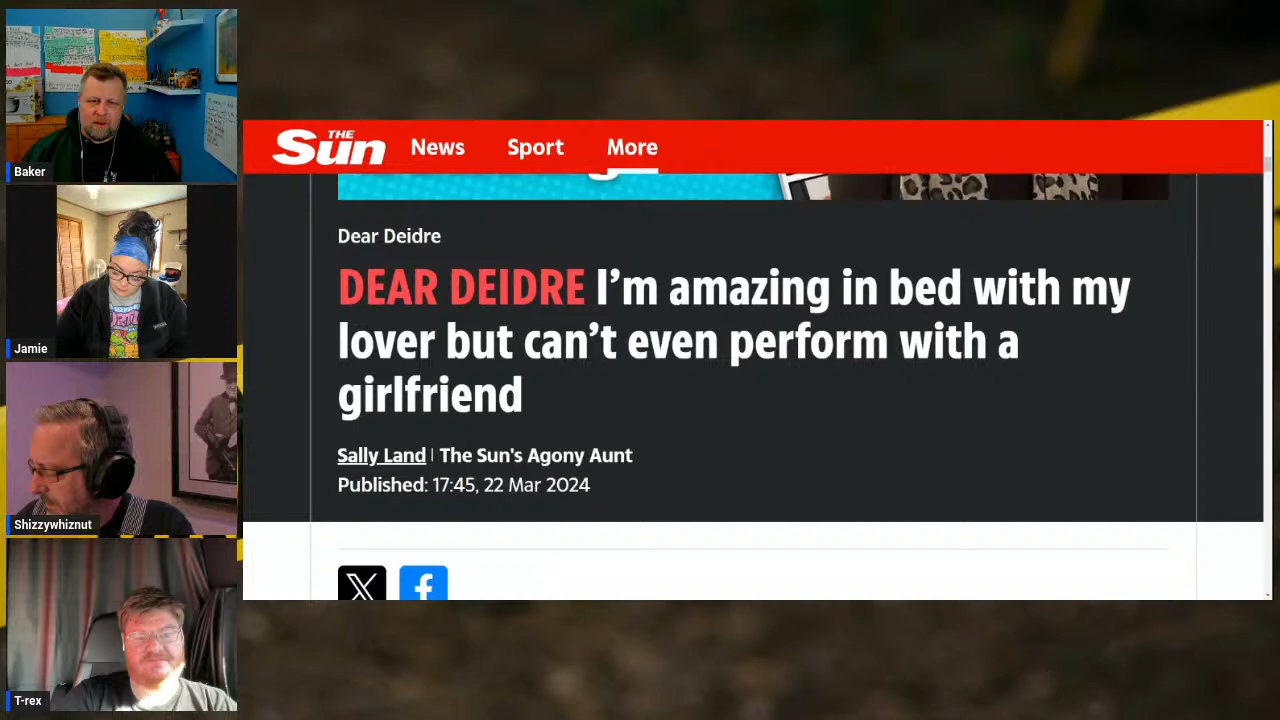 Baker
Jamie
Shizzywhiznut
T-rex
THE
Sun
News
Sport
More
Dear Deidre
DEAR DEIDRE I’m amazing in bed with my
lover but can’t even perform with a
girlfriend
Sally Land | The Sun's Agony Aunt
Published: 17:45, 22 Mar 2024